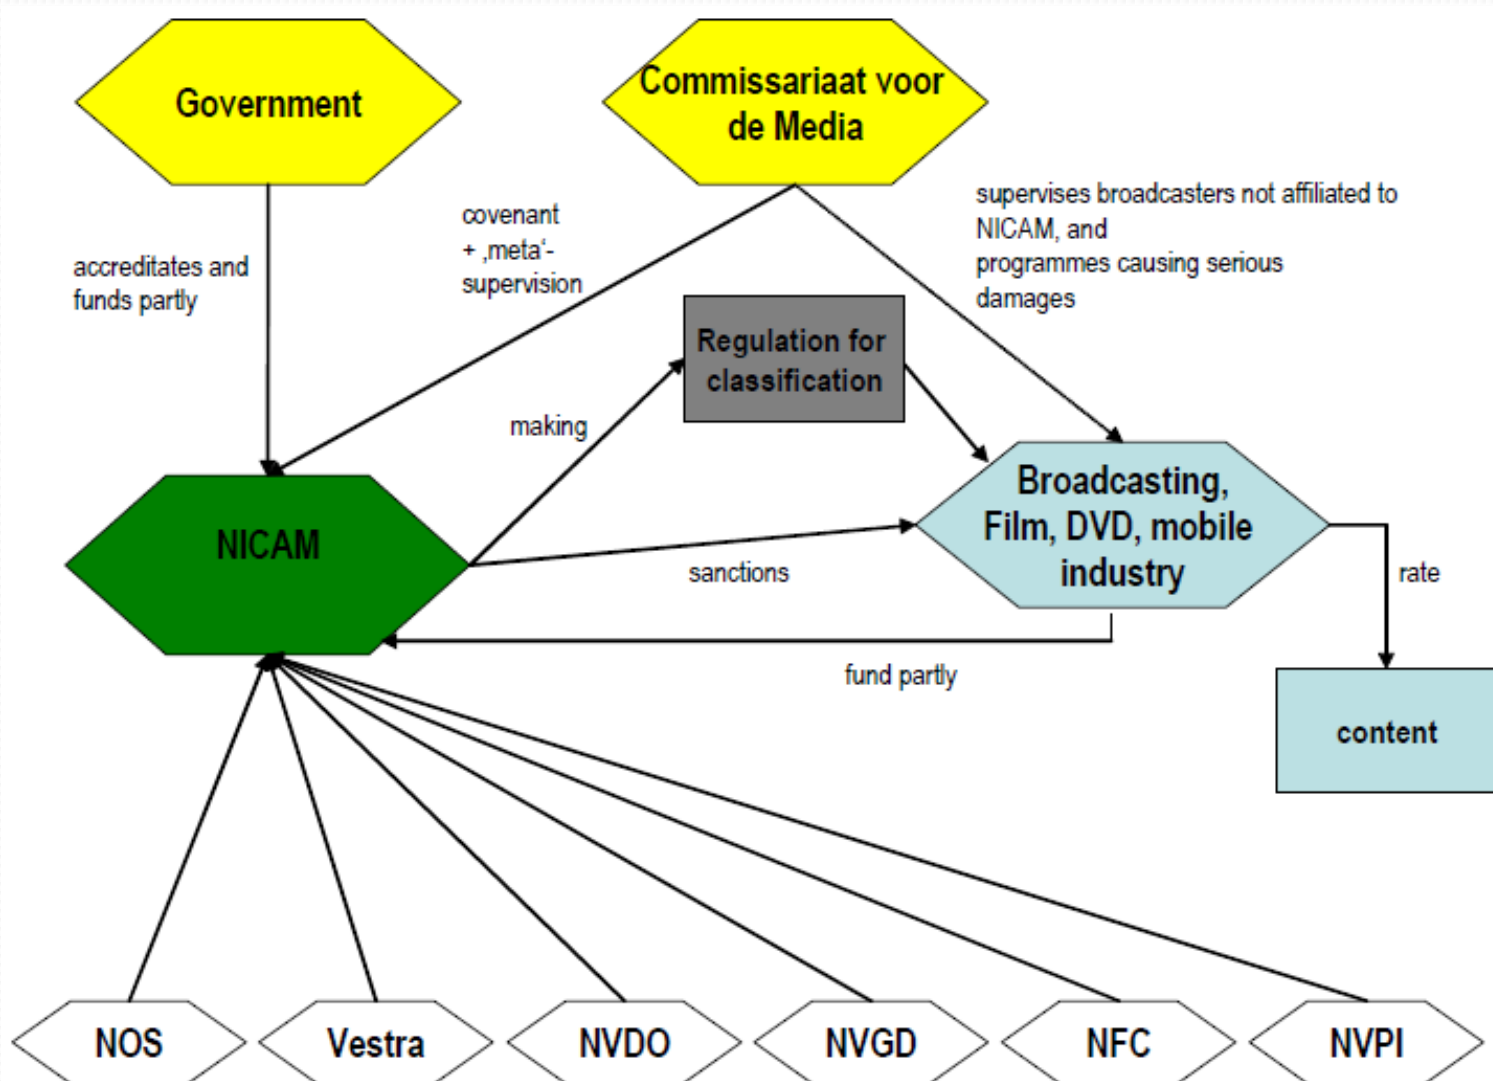 Government
Commissariaat voor
de Media
supervises broadcasters not affiliated to
NICAM, and
programmes causing serious
damages
covenant
+ ‚meta‘-
supervision
accreditates and
funds partly
Regulation for
classification
making
NICAM
Broadcasting,
Film, DVD, mobile
industry
sanctions
rate
fund partly
content
NOS
Vestra
NVDO
NVGD
NFC
NVPI